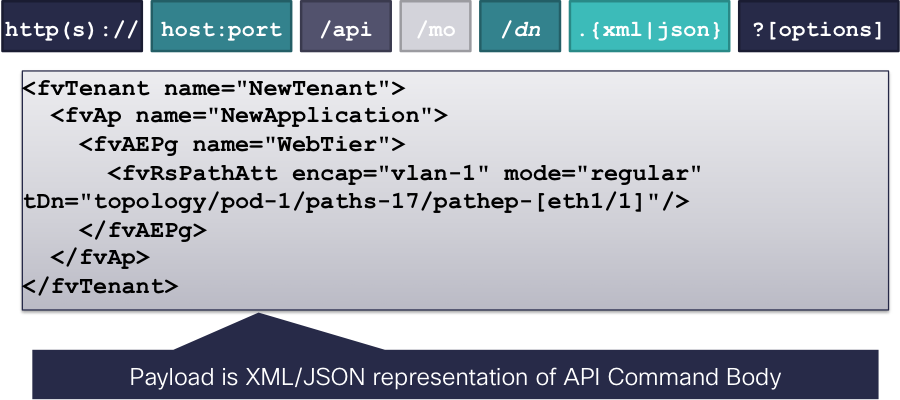 http(s):// host:port /api /mo /dn .{xml|json} ?[options]
<fvTenant name="NewTenant">
  <fvAp name="NewApplication">
    <fvAEPg name="WebTier">
      <fvRsPathAtt encap="vlan-1" mode="regular"
tDn="topology/pod-1/paths-17/pathep-[eth1/1]"/>
    </fvAEPg>
  </fvAp>
</fvTenant>
Payload is XML/JSON representation of API Command Body